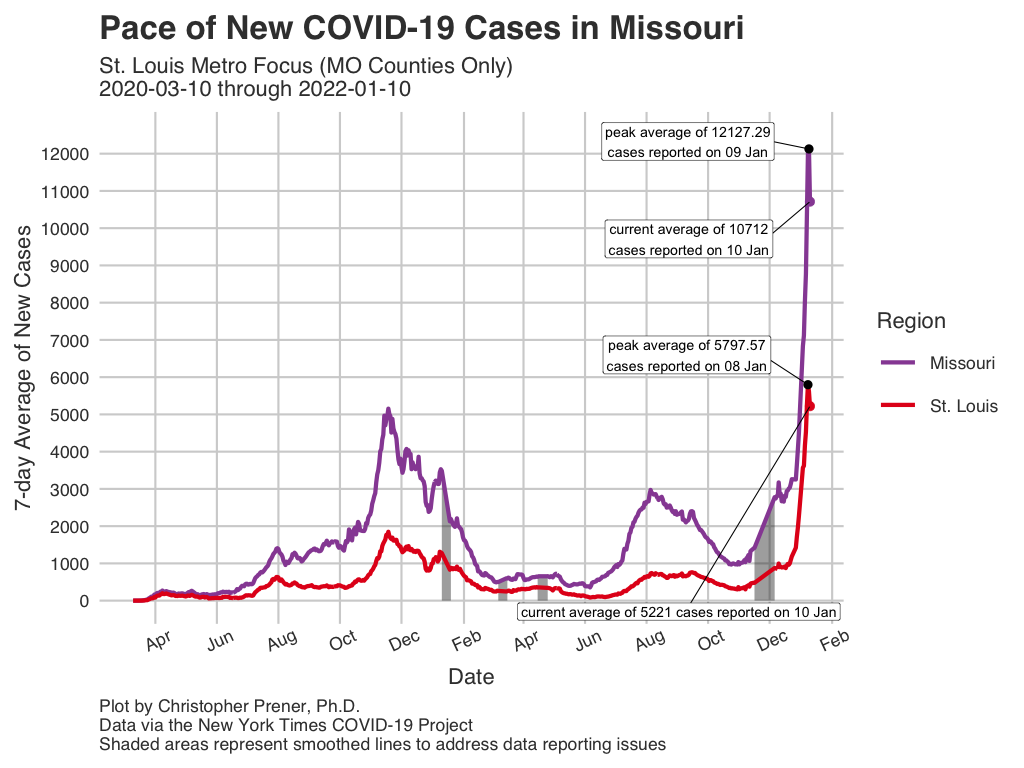 Pace of New COVID-19 Cases in Missouri
St. Louis Metro Focus (MO Counties Only)
2020-03-10 through 2022-01-10
7-day Average of New Cases
12000
11000
10000
9000
8000
7000
6000
5000
4000
3000
2000
1000
0
peak average of 12127.29
cases reported on 09 Jan
current average of 10712
cases reported on 10 Jan
peak average of 5797.57
cases reported on 08 Jan
current average of 5221 cases reported on 10 Jan
Apr Jun Aug Oct Dec Feb Apr Jun Aug Oct Dec Feb
Date
Region
Missouri
St. Louis
Plot by Christopher Prener, Ph.D.
Data via the New York Times COVID-19 Project
Shaded areas represent smoothed lines to address data reporting issues